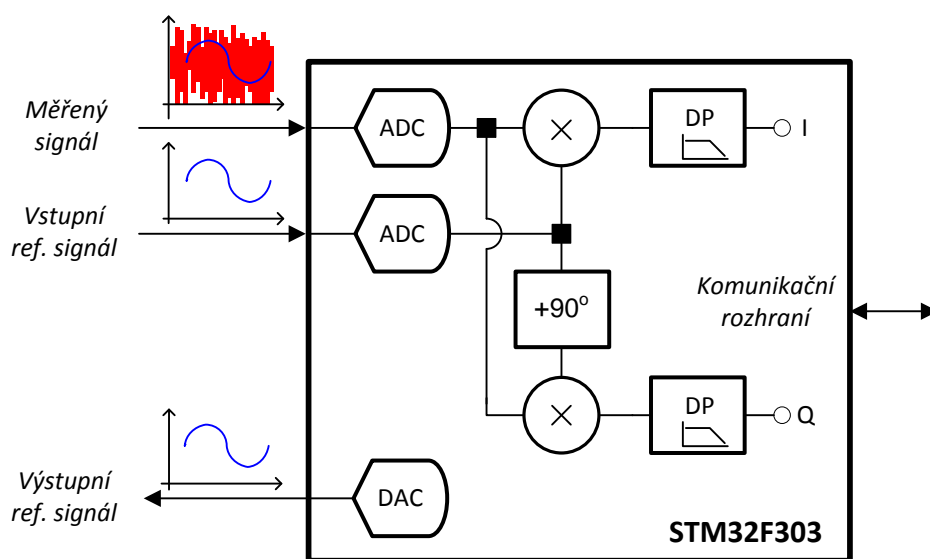 Měřený
signál
ADC
DP
I
Vstupní
ref. signál
ADC
+90°
Komunikační
rozhraní
DP
Q
Výstupní
ref. signál
DAC
STM32F303